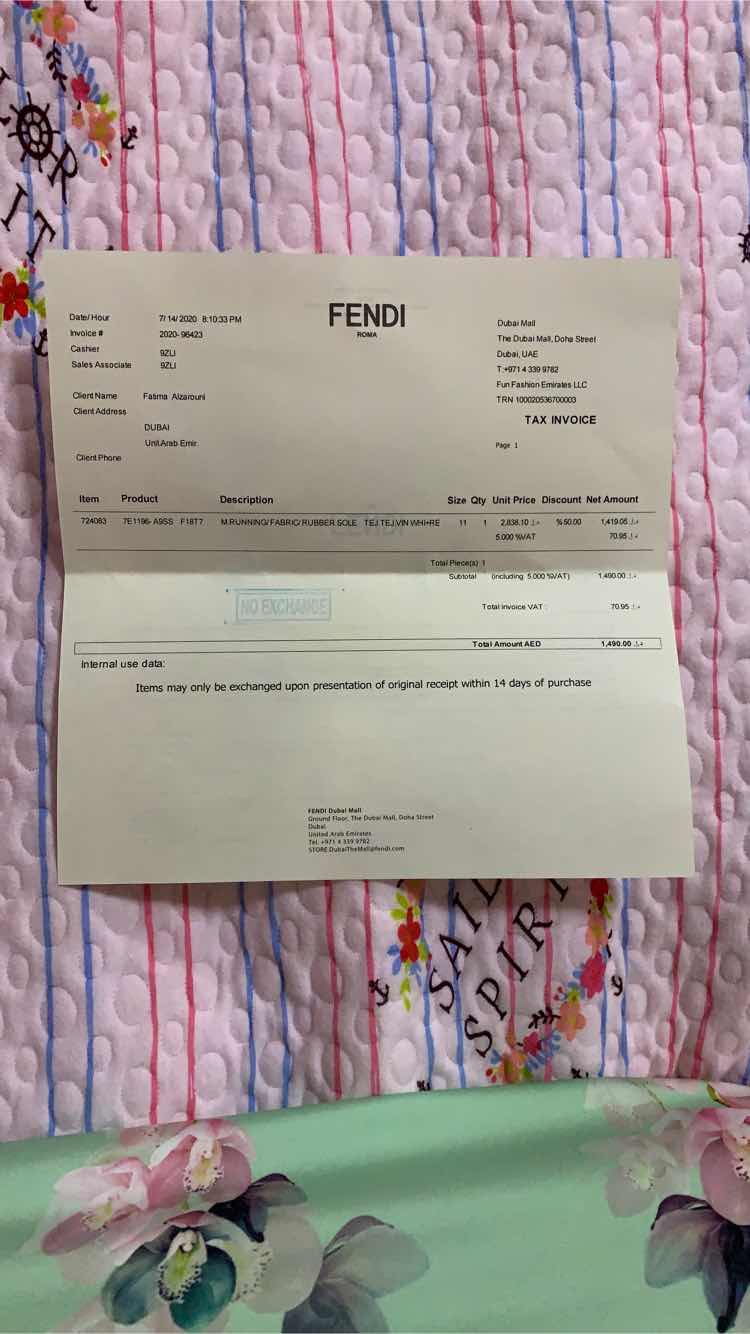 OR
IT
Date/Hour 7/14/2020 8:10:33 PM
Invoice # 2020-96423
Cashier 9ZLI
Sales Associate 9ZLI
Client Name Fatima Alzarouni
Client Address
DUBAI
Unit.Arab Emir.
Client Phone
FENDI
ROMA
Dubai Mall
The Dubai Mall, Doha Street
Dubai, UAE
T:+971 4 339 9782
Fun Fashion Emirates LLC
TRN 100020536700003
TAX INVOICE
Page 1
Item Product Description Size Qty Unit Price Discount Net Amount
724083 7E1196-A9SS F18T7 M.RUNNING/FABRIC/RUBBER SOLE TEJ.TEJ.VIN WHI+RE 11 1 2,838.10 د.إ %50.00 1,419.05 د.إ
5.000 %VAT 70.95 د.إ
Total Piece(s) 1
Subtotal (including 5.000 %VAT) 1,490.00 د.إ
NO EXCHANGE
Total invoice VAT : 70.95 د.إ
Total Amount AED 1,490.00 د.إ
Internal use data:
Items may only be exchanged upon presentation of original receipt within 14 days of purchase
FENDI Dubai Mall
Ground Floor, The Dubai Mall, Doha Street
Dubai
United Arab Emirates
Tel. +971 4 339 9782
STORE.DubaiTheMall@fendi.com
SAIL
SPIRI